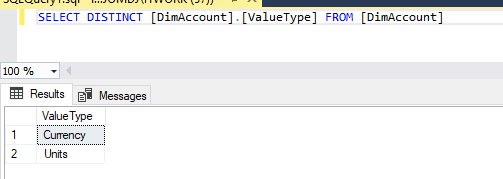 SELECT DISTINCT [DimAccount].[ValueType] FROM [DimAccount]
100 %
Results Messages
ValueType
1 Currency
2 Units